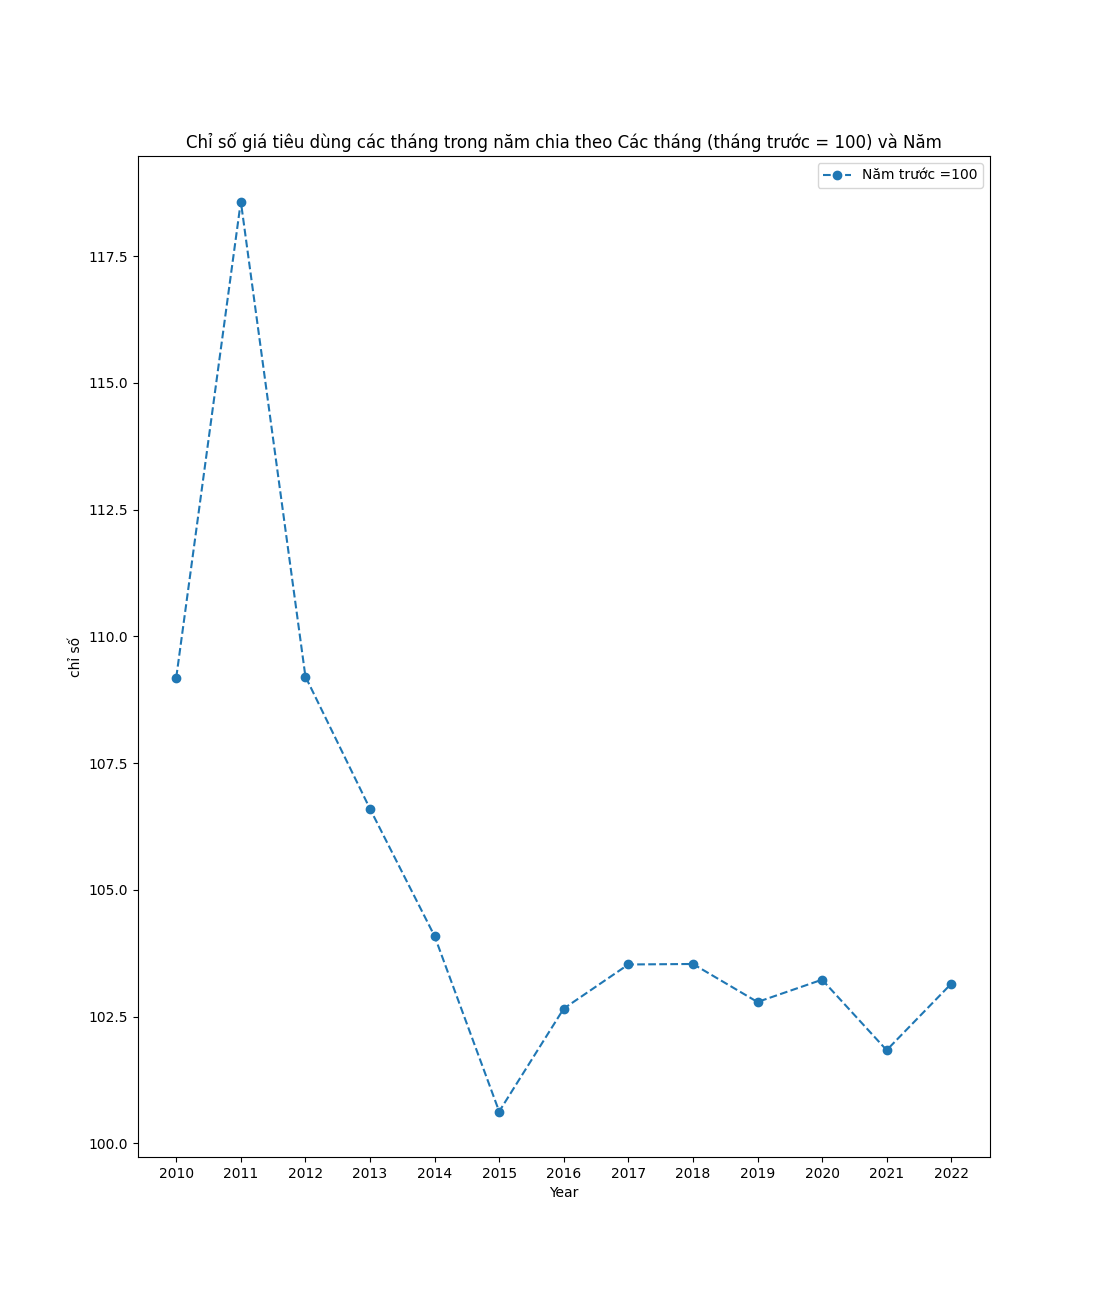 Chỉ số giá tiêu dùng các tháng trong năm chia theo Các tháng (tháng trước = 100) và Năm
Năm trước =100
117.5
115.0
112.5
110.0
107.5
105.0
102.5
100.0
chỉ số
2010 2011 2012 2013 2014 2015 2016 2017 2018 2019 2020 2021 2022
Year